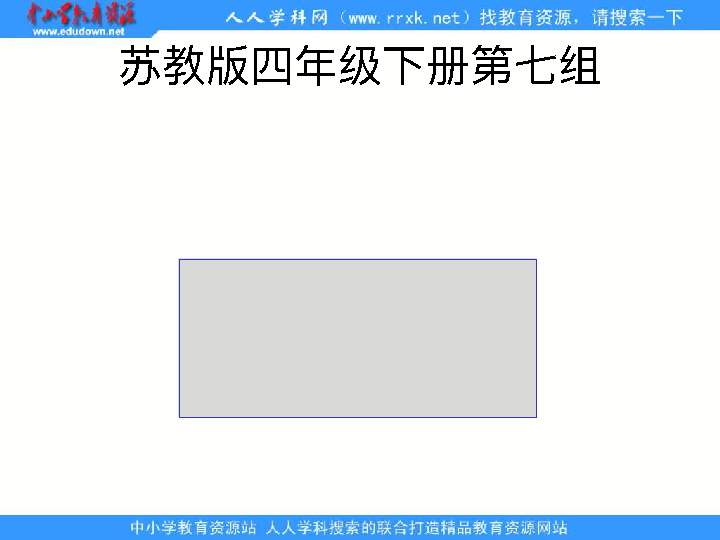 中小学教育资源
www.edudown.net
人人学科网（www.rrxk.net）找教育资源，请搜索一下
苏教版四年级下册第七组
中小学教育资源站 人人学科搜索的联合打造精品教育资源网站